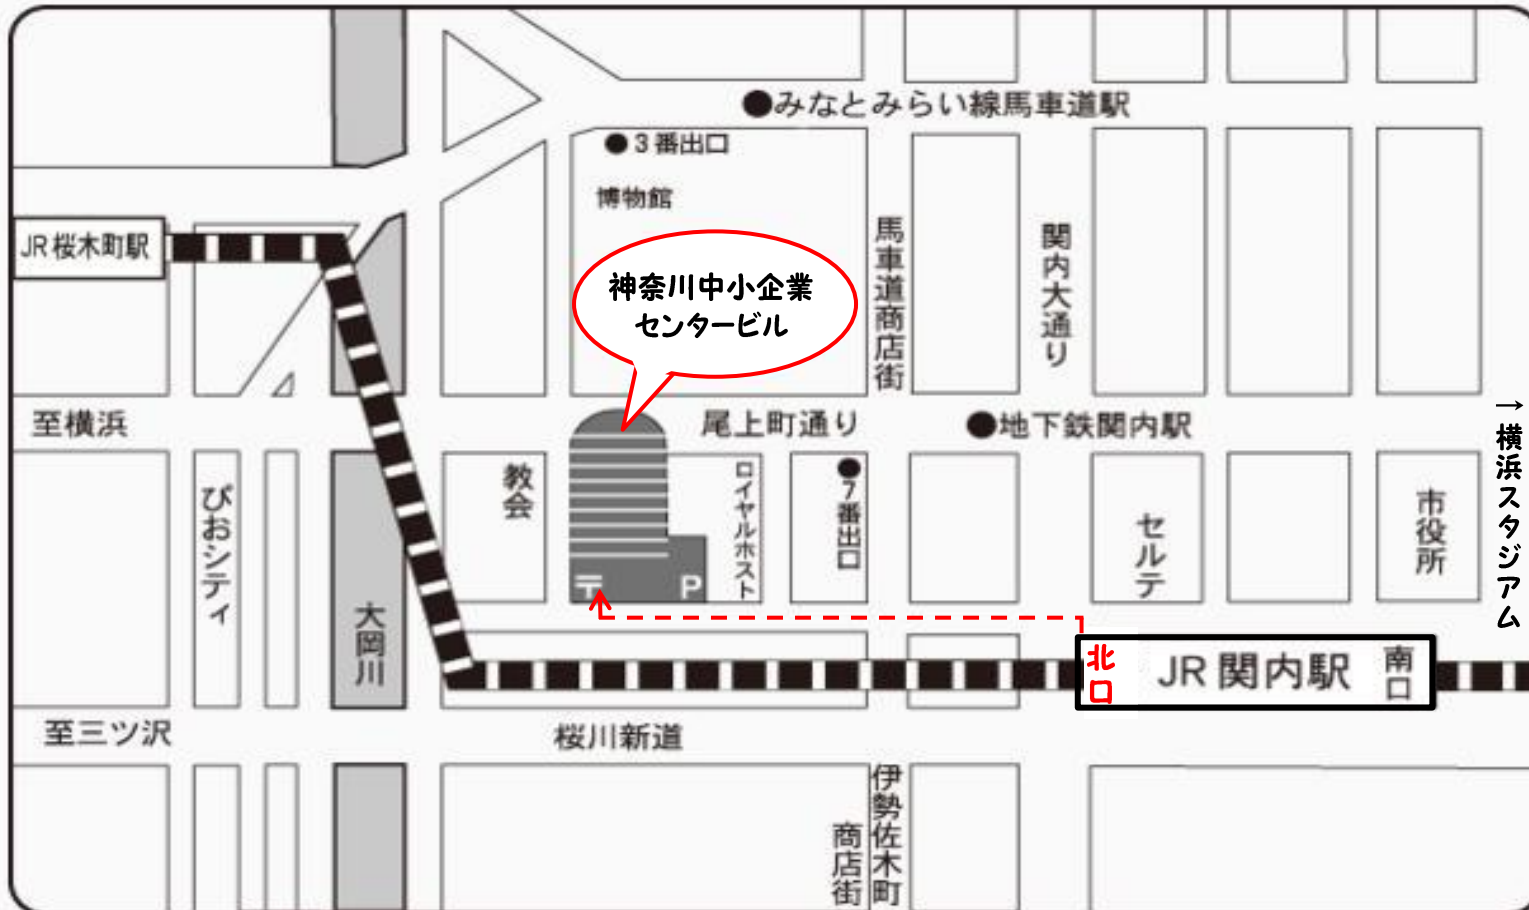 ●みなとみらい線馬車道駅
●3番出口
博物館
JR桜木町駅
神奈川中小企業
センタービル
馬車道商店街
関内大通り
至横浜
尾上町通り
●地下鉄関内駅
→横浜スタジアム
ぴおシティ
教会
ロイヤルホスト
●7番出口
セルテ
市役所
〒
P
大岡川
北口
JR関内駅
南口
至三ツ沢
桜川新道
伊勢佐木町
商店街